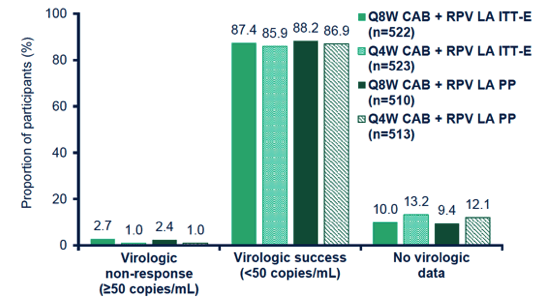 Proportion of participants (%)
100
80
60
40
20
0
2.7
1.0
2.4
1.0
87.4
85.9
88.2
86.9
10.0
13.2
9.4
12.1
Virologic
non-response
(≥50 copies/mL)
Virologic success
(<50 copies/mL)
No virologic
data
Q8W CAB + RPV LA ITT-E
(n=522)
Q4W CAB + RPV LA ITT-E
(n=523)
Q8W CAB + RPV LA PP
(n=510)
Q4W CAB + RPV LA PP
(n=513)